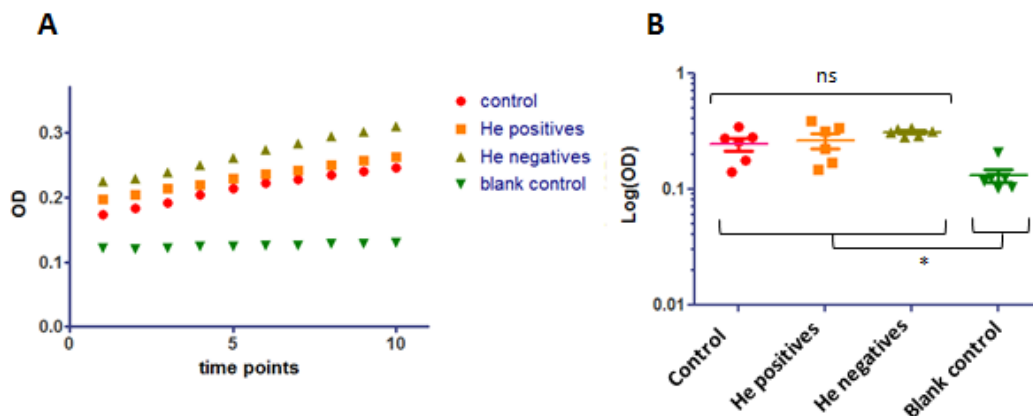 A
OD
0.3
0.2
0.1
0.0
0
5
10
time points
control
He positives
He negatives
blank control
B
Log(OD)
1
0.1
0.01
ns
*
Control
He positives
He negatives
Blank control